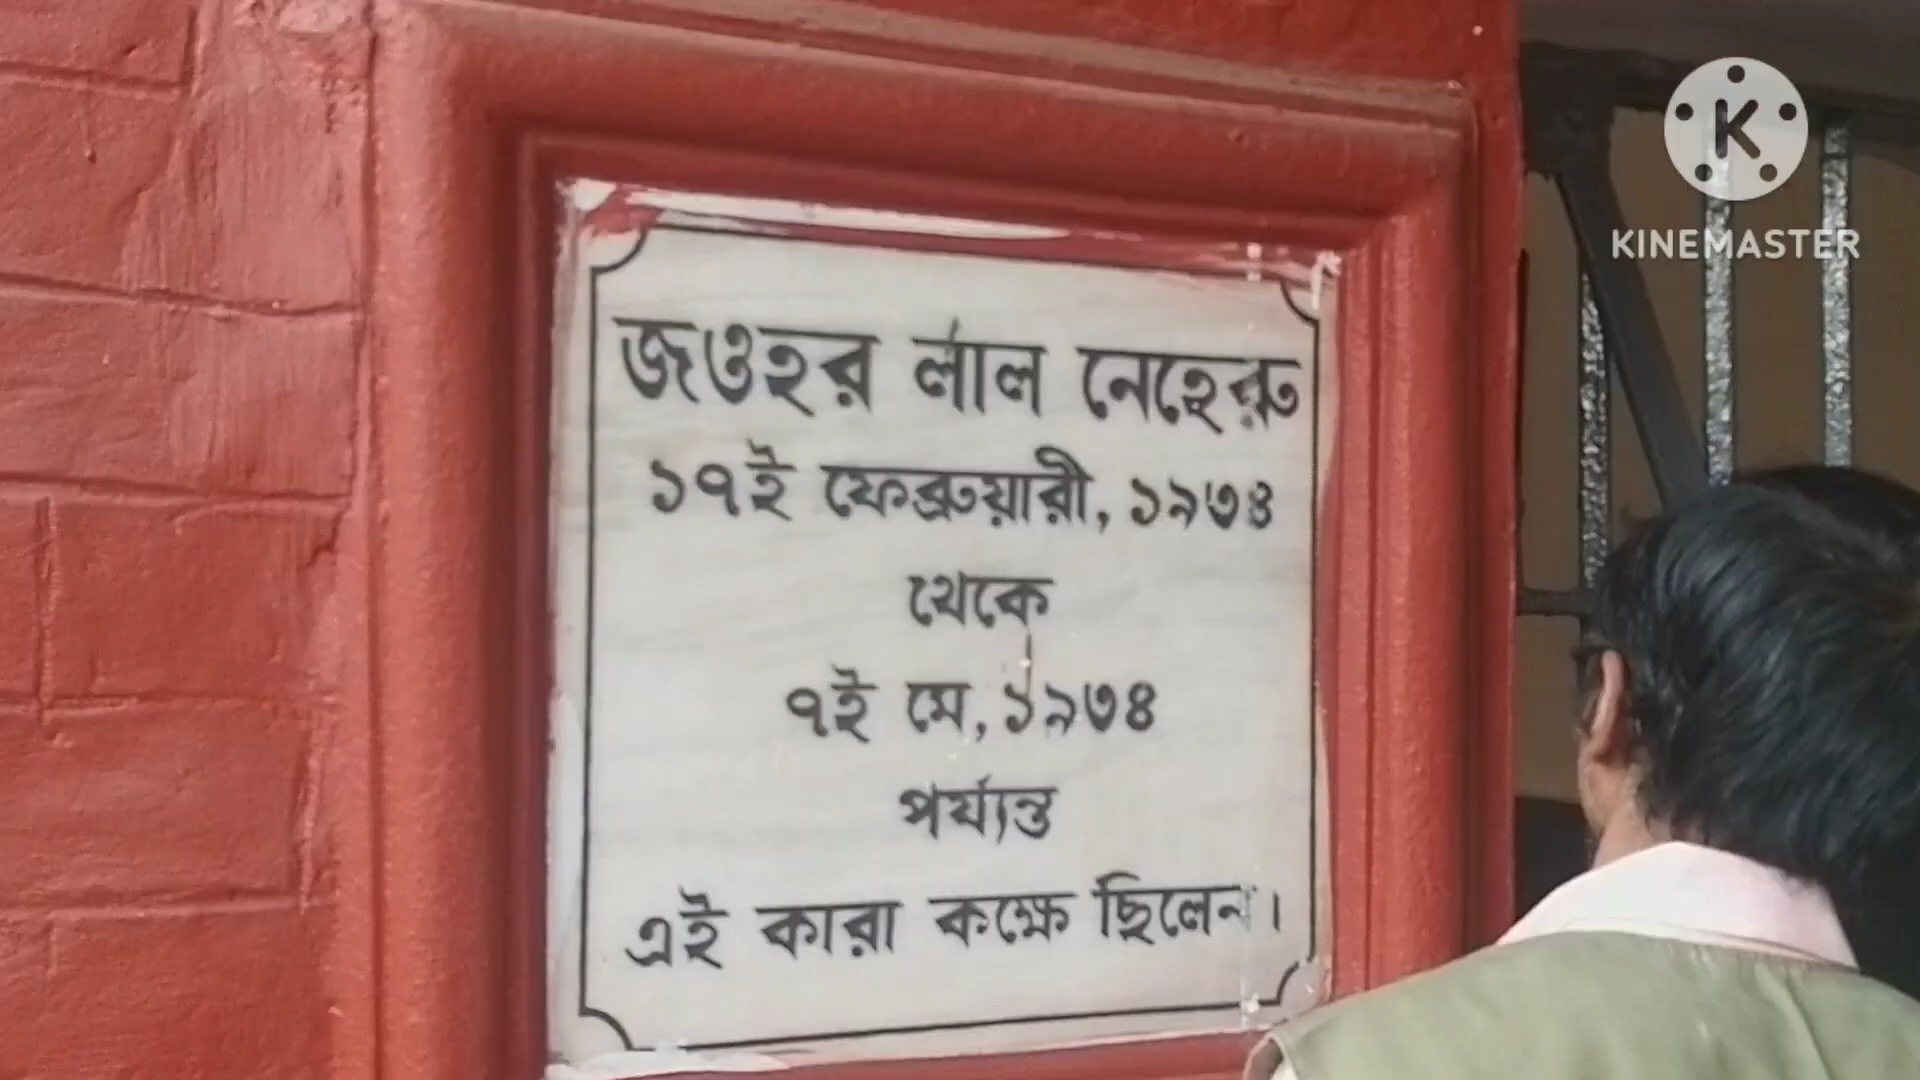 জওহর লাল নেহেরু
১৭ই ফেব্রুয়ারী, ১৯৩৪
থেকে
৭ই মে, ১৯৩৪
পর্য্যন্ত
এই কারা কক্ষে ছিলেন।
K
KINEMASTER